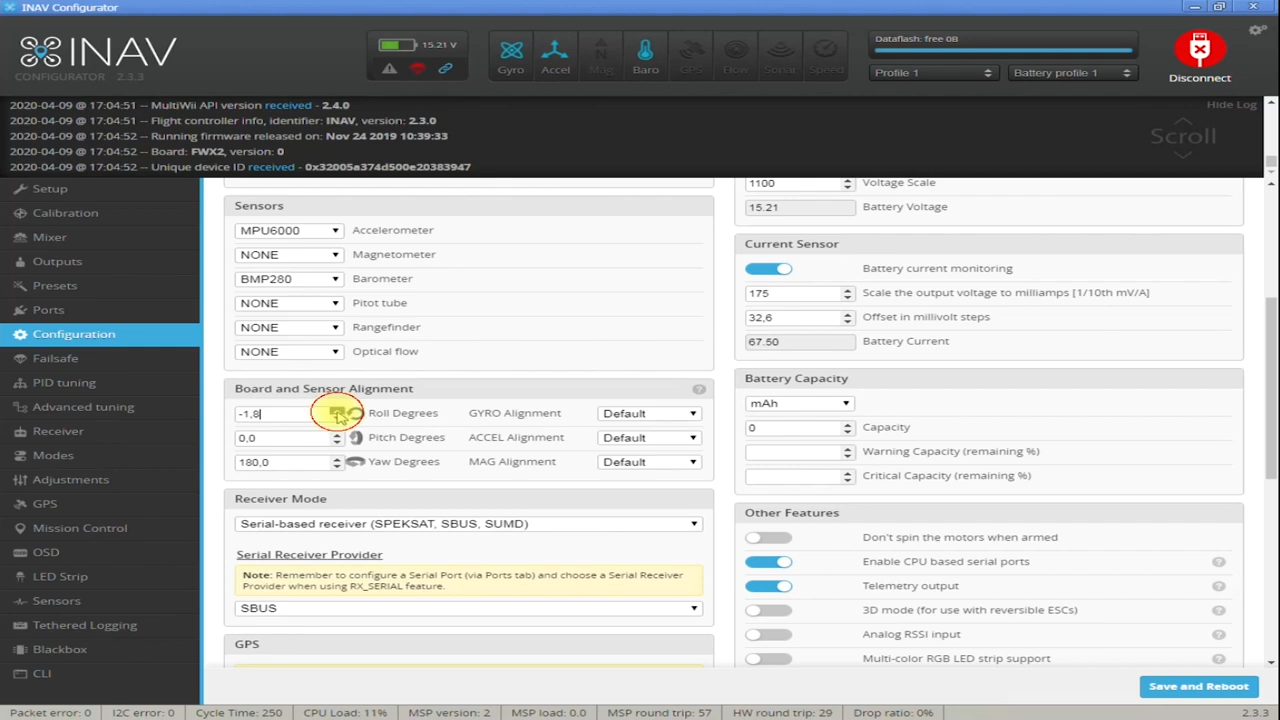 INAV Configurator
INAV
CONFIGURATOR 2.3.3
15.21 V
Gyro
Accel
Mag
Baro
GPS
Flow
Sonar
Speed
Dataflash: free 0B
Profile 1
Battery profile 1
Disconnect
Hide Log
2020-04-09 @ 17:04:51 -- MultiWii API version received - 2.4.0
2020-04-09 @ 17:04:51 -- Flight controller info, identifier: INAV, version: 2.3.0
2020-04-09 @ 17:04:52 -- Running firmware released on: Nov 24 2019 10:39:33
2020-04-09 @ 17:04:52 -- Board: FWX2, version: 0
2020-04-09 @ 17:04:52 -- Unique device ID received - 0x32005a374d500e20383947
Scroll
Setup
Calibration
Mixer
Outputs
Presets
Ports
Configuration
Failsafe
PID tuning
Advanced tuning
Receiver
Modes
Adjustments
GPS
Mission Control
OSD
LED Strip
Sensors
Tethered Logging
Blackbox
CLI
Sensors
MPU6000 Accelerometer
NONE Magnetometer
BMP280 Barometer
NONE Pitot tube
NONE Rangefinder
NONE Optical flow
Board and Sensor Alignment
-1,8 Roll Degrees GYRO Alignment Default
0,0 Pitch Degrees ACCEL Alignment Default
180,0 Yaw Degrees MAG Alignment Default
Receiver Mode
Serial-based receiver (SPEKSAT, SBUS, SUMD)
Serial Receiver Provider
Note: Remember to configure a Serial Port (via Ports tab) and choose a Serial Receiver
Provider when using RX_SERIAL feature.
SBUS
GPS
1100 Voltage Scale
15.21 Battery Voltage
Current Sensor
Battery current monitoring
175 Scale the output voltage to milliamps [1/10th mV/A]
32,6 Offset in millivolt steps
67.50 Battery Current
Battery Capacity
mAh
0 Capacity
Warning Capacity (remaining %)
Critical Capacity (remaining %)
Other Features
Don't spin the motors when armed
Enable CPU based serial ports
Telemetry output
3D mode (for use with reversible ESCs)
Analog RSSI input
Multi-color RGB LED strip support
Save and Reboot
Packet error: 0 I2C error: 0 Cycle Time: 250 CPU Load: 11% MSP version: 2 MSP load: 0.0 MSP round trip: 57 HW round trip: 29 Drop ratio: 0% 2.3.3